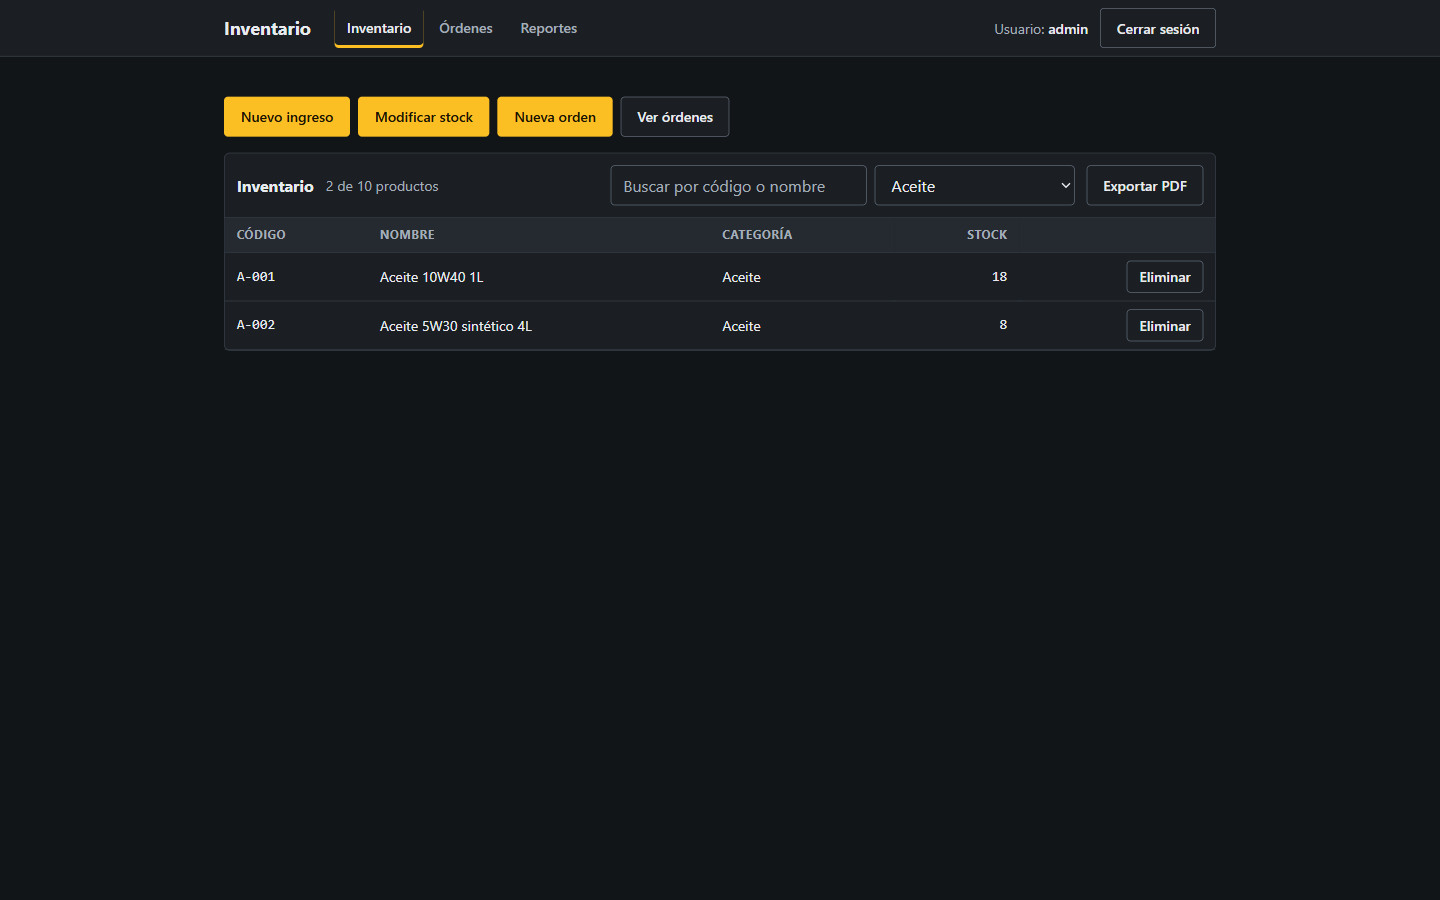 Inventario Inventario Órdenes Reportes Usuario: admin Cerrar sesión
Nuevo ingreso Modificar stock Nueva orden Ver órdenes
Inventario 2 de 10 productos Buscar por código o nombre Aceite Exportar PDF
CÓDIGO NOMBRE CATEGORÍA STOCK
A-001 Aceite 10W40 1L Aceite 18 Eliminar
A-002 Aceite 5W30 sintético 4L Aceite 8 Eliminar